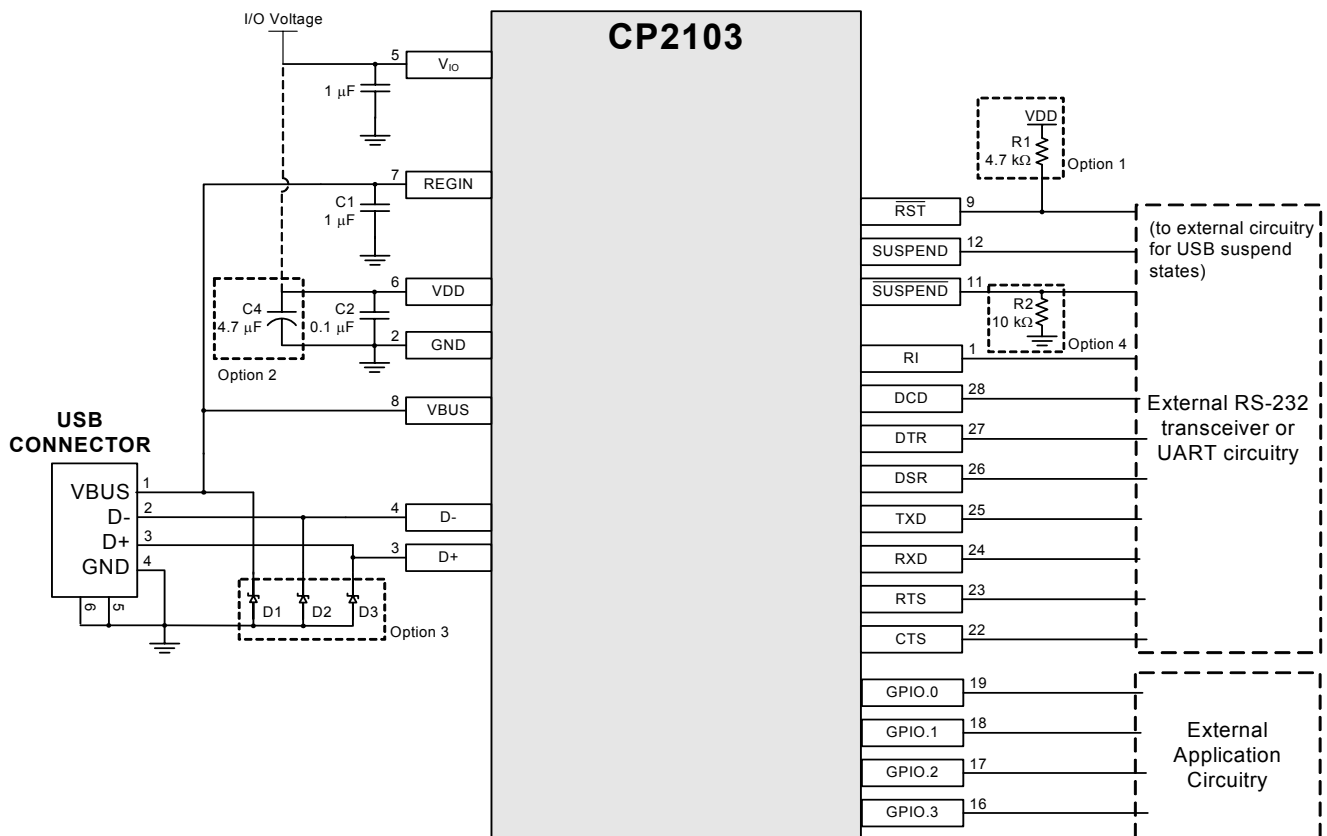 I/O Voltage
CP2103
5
VIO
1 μF
7
REGIN
C1
1 μF
6
VDD
C4
4.7 μF
C2
0.1 μF
2
GND
Option 2
8
VBUS
USB
CONNECTOR
VBUS
1
D-
2
D+
3
GND
4
6
5
4
D-
3
D+
D1
D2
D3
Option 3
VDD
R1
4.7 kΩ
Option 1
RST
9
SUSPEND
12
SUSPEND
11
R2
10 kΩ
Option 4
RI
1
DCD
28
DTR
27
DSR
26
TXD
25
RXD
24
RTS
23
CTS
22
(to external circuitry
for USB suspend
states)
External RS-232
transceiver or
UART circuitry
GPIO.0
19
GPIO.1
18
GPIO.2
17
GPIO.3
16
External
Application
Circuitry